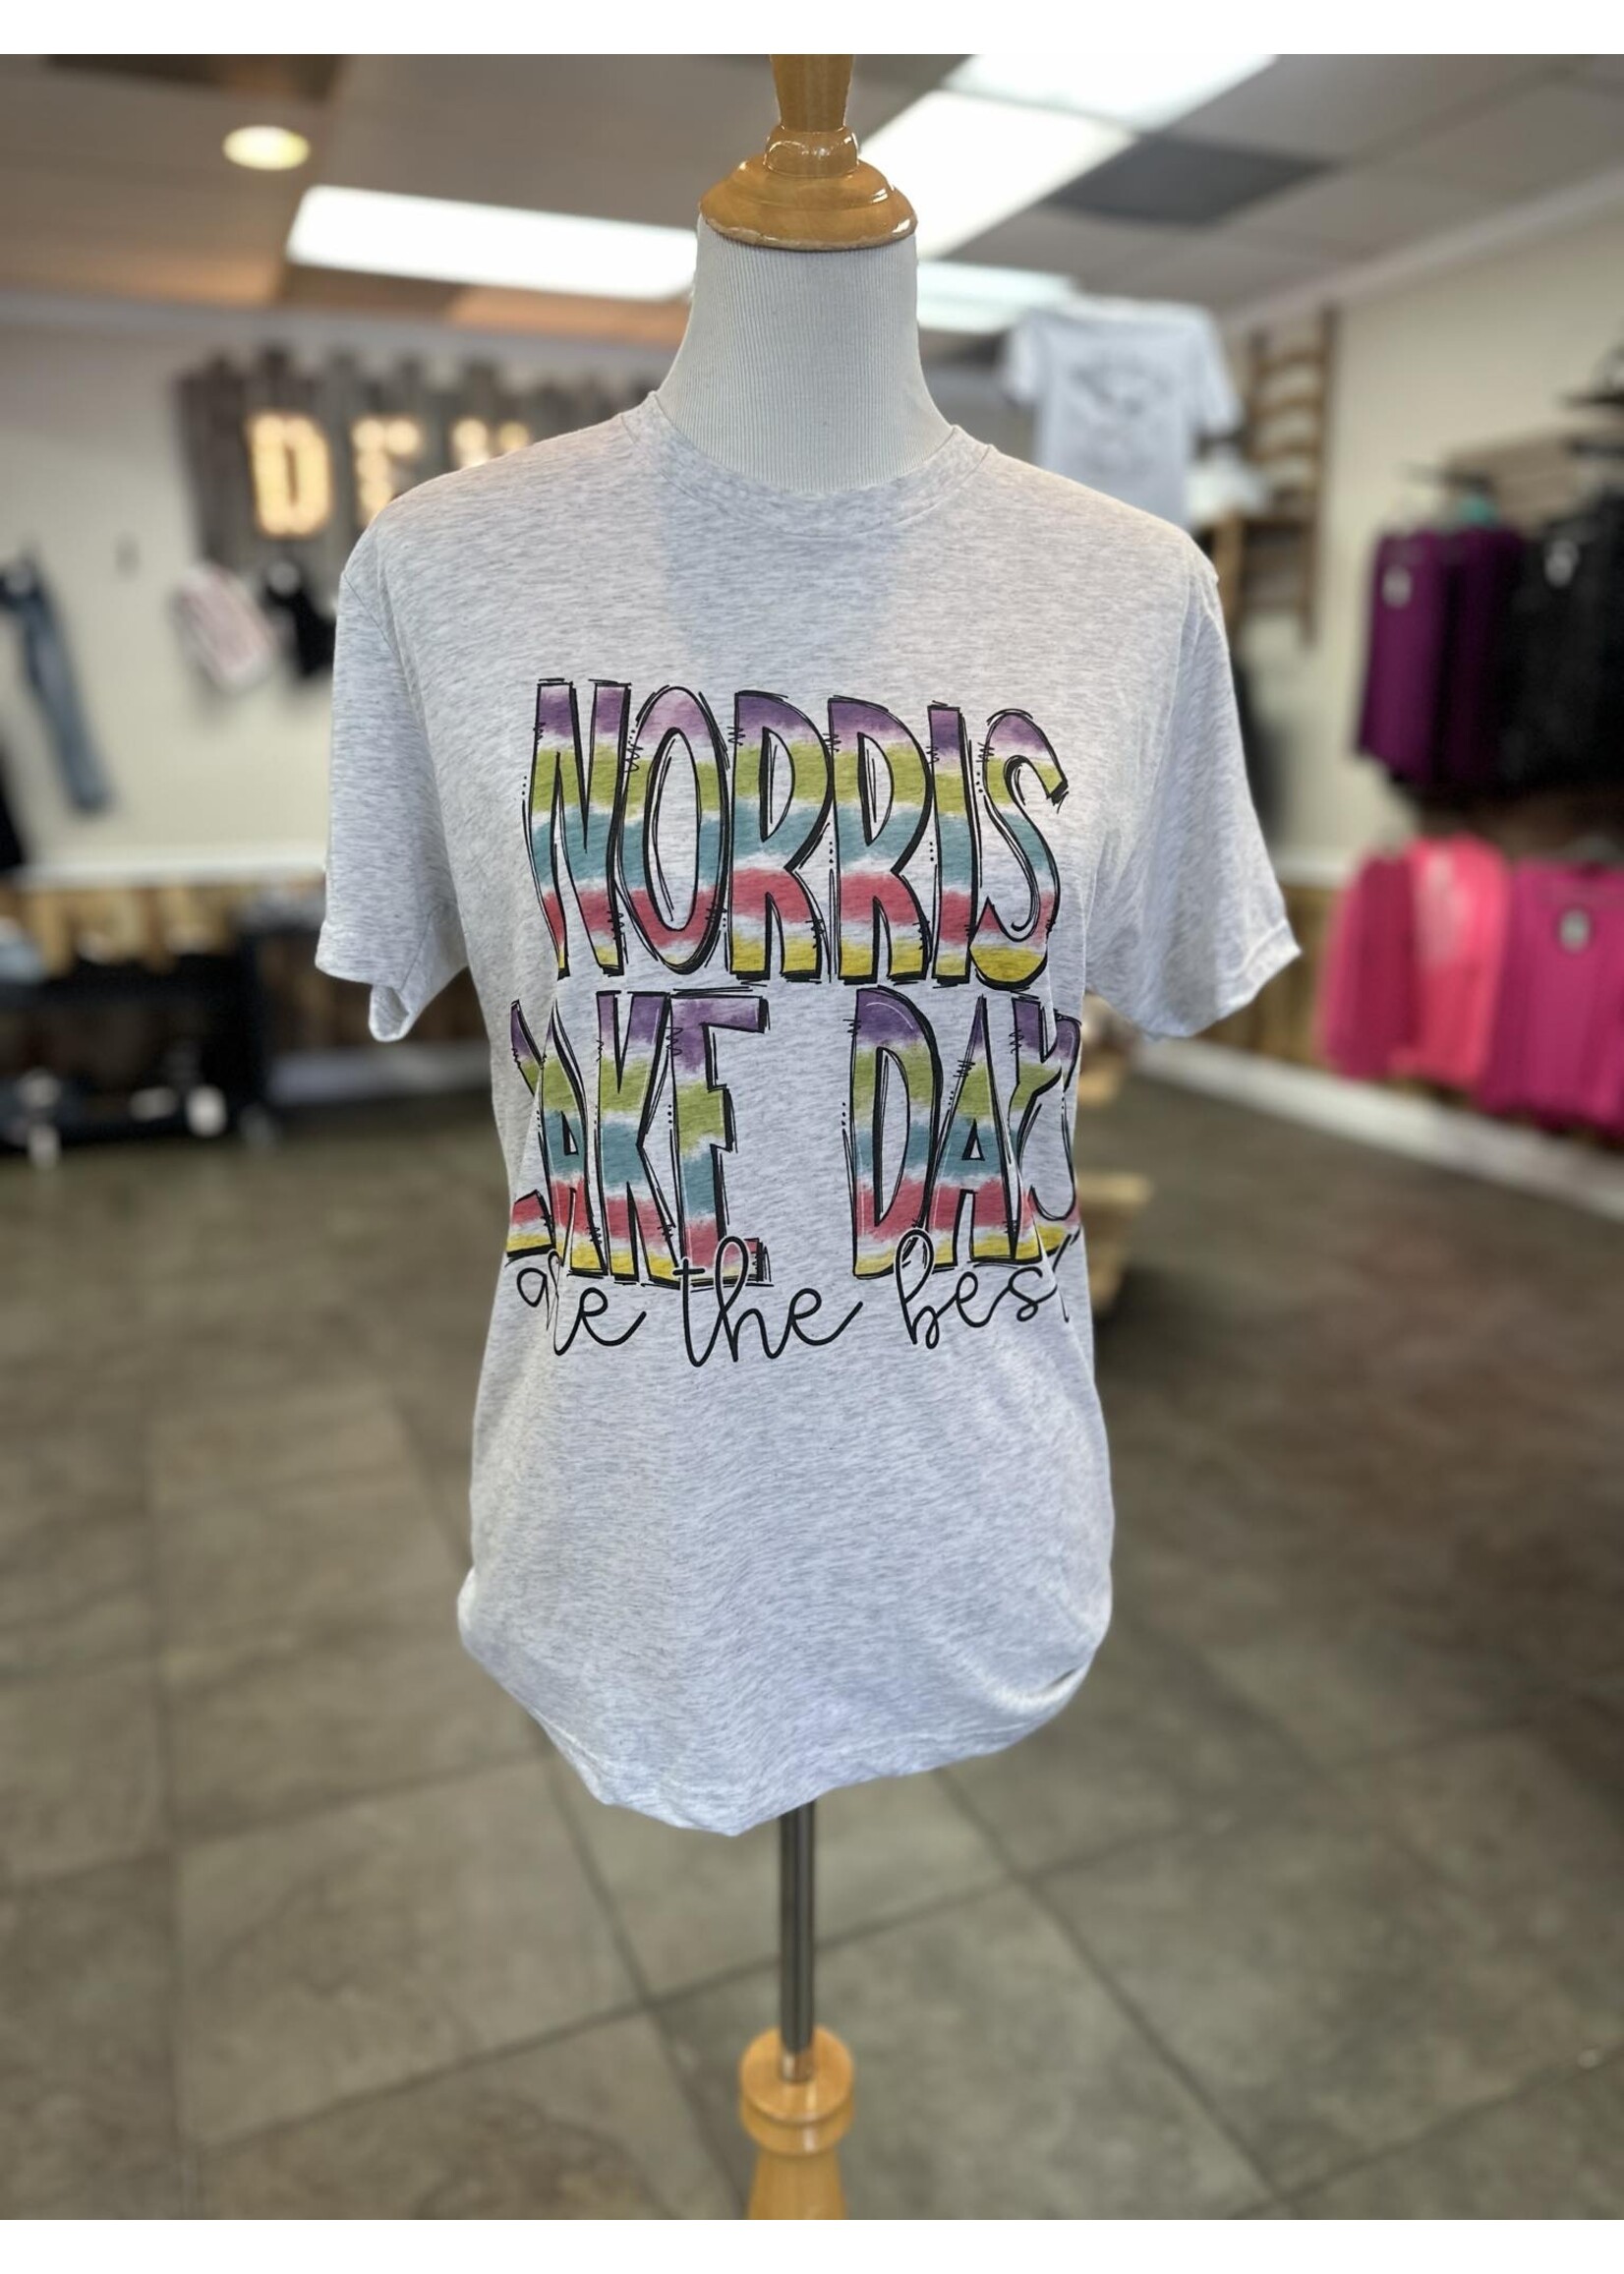 NORRIS
LAKE DAYS
are the best